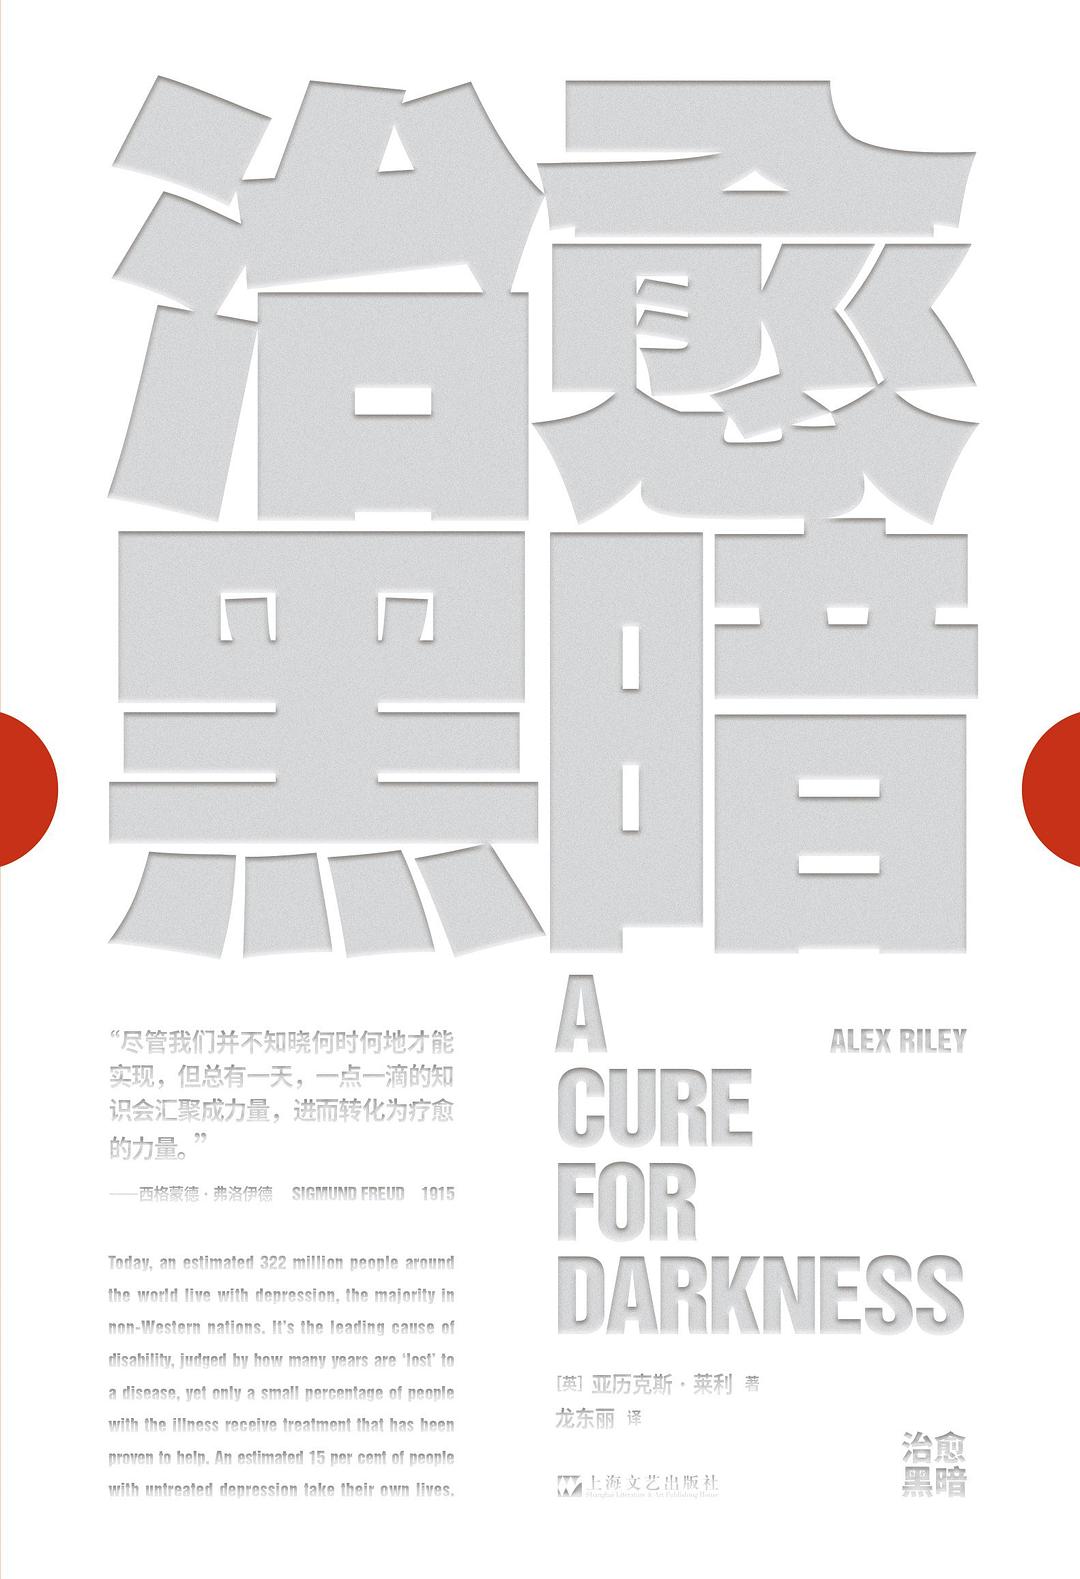 治愈
黑暗
“尽管我们并不知晓何时何地才能
实现，但总有一天，一点一滴的知
识会汇聚成力量，进而转化为疗愈
的力量。”
——西格蒙德·弗洛伊德 SIGMUND FREUD 1915
Today, an estimated 322 million people around
the world live with depression, the majority in
non-Western nations. It’s the leading cause of
disability, judged by how many years are ‘lost’ to
a disease, yet only a small percentage of people
with the illness receive treatment that has been
proven to help. An estimated 15 per cent of people
with untreated depression take their own lives.
A
CURE
FOR
DARKNESS
ALEX RILEY
[英] 亚历克斯·莱利 著
龙东丽 译
上海文艺出版社
Shanghai Literature & Art Publishing House
治愈
黑暗